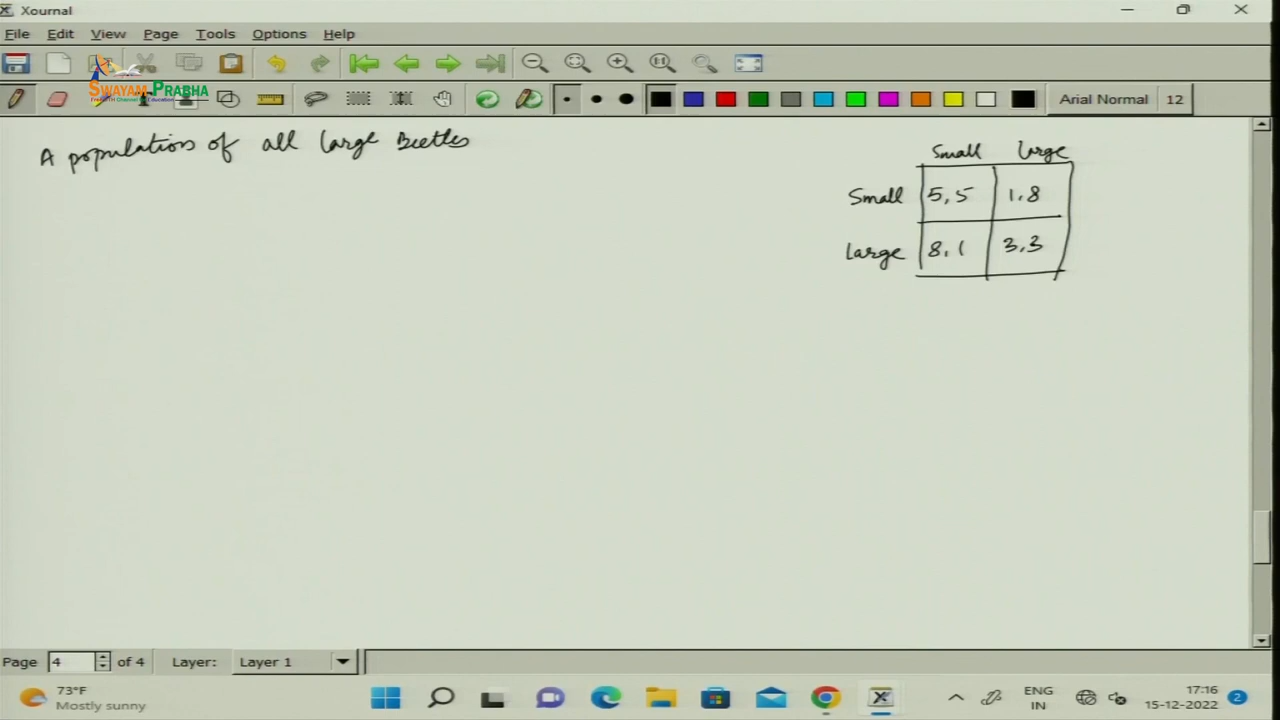 Xournal
File Edit View Page Tools Options Help
SWAYAM PRABHA
Arial Normal 12
A population of all large Beetles
Small large
Small 5,5 1,8
large 8,1 3,3
Page 4 of 4 Layer: Layer 1
73°F
Mostly sunny
ENG
IN
17:16
15-12-2022
2